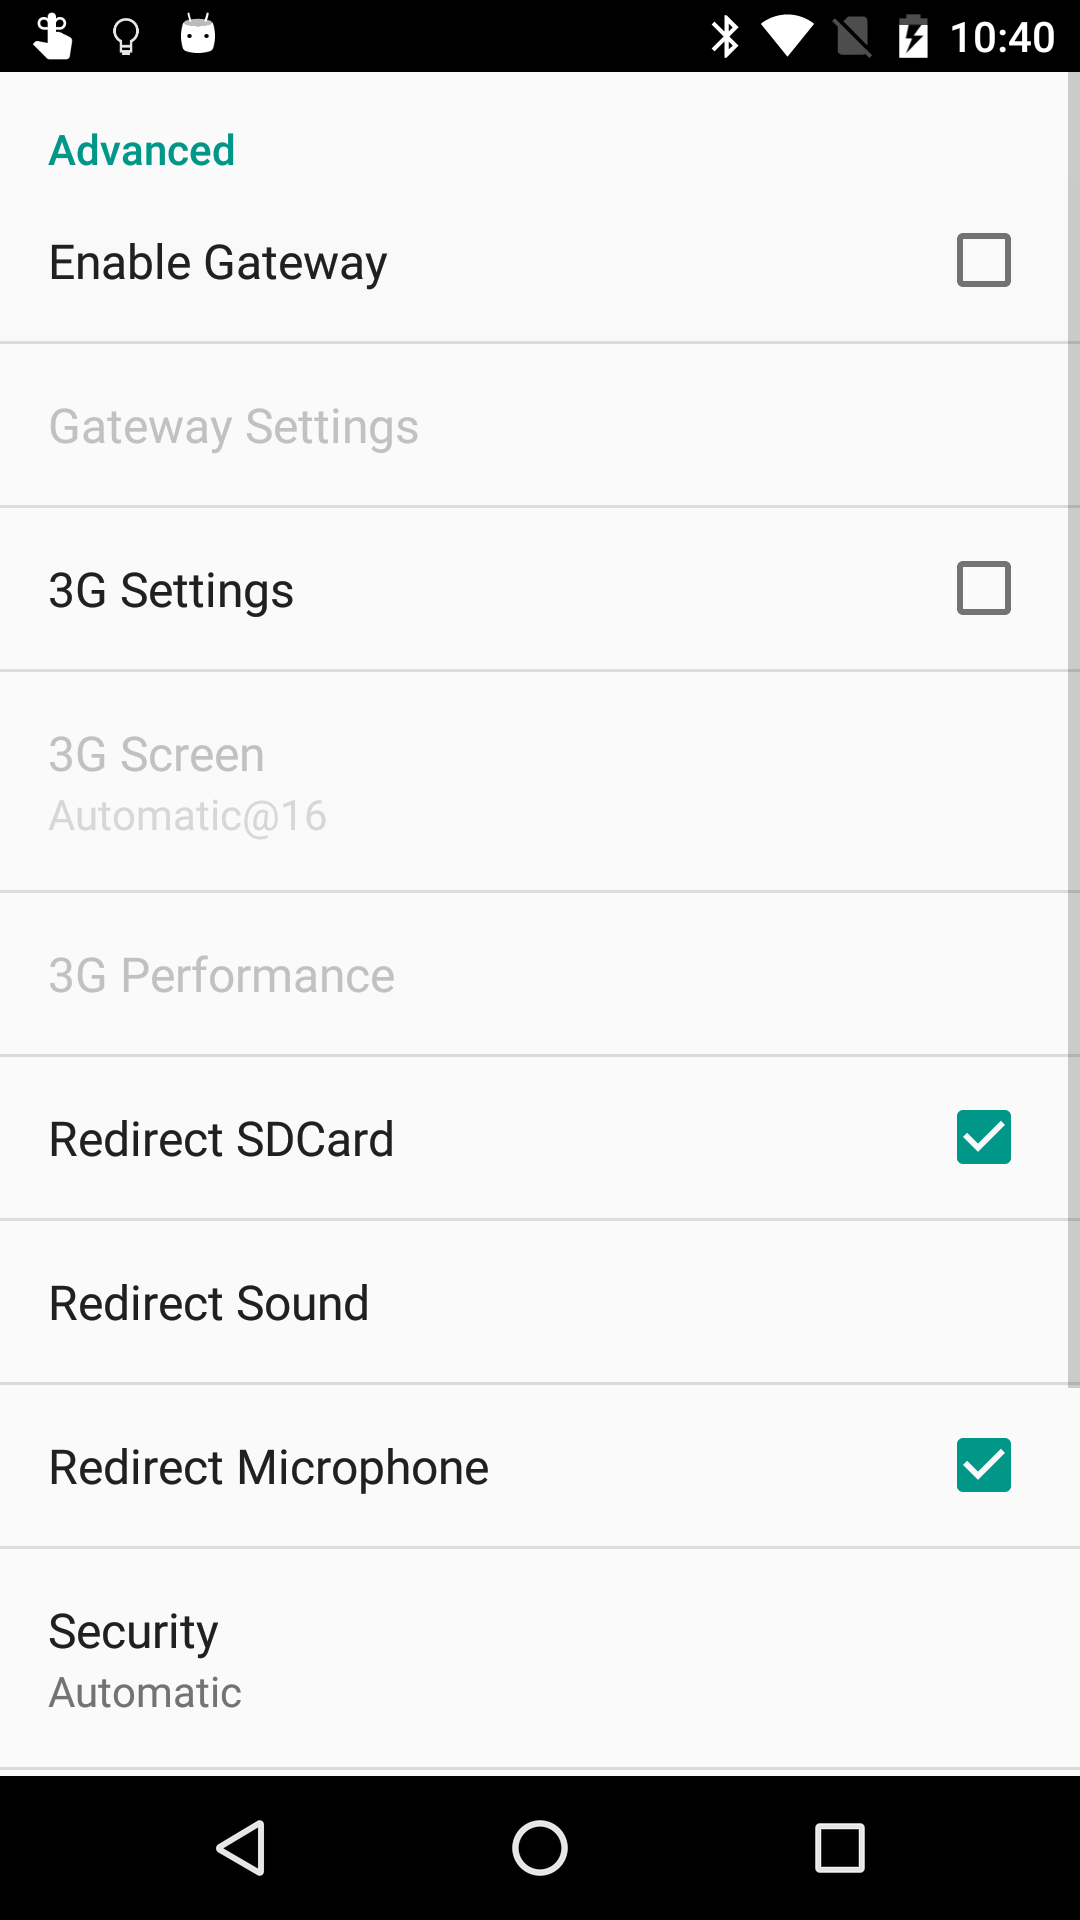 10:40
Advanced
Enable Gateway
Gateway Settings
3G Settings
3G Screen
Automatic@16
3G Performance
Redirect SDCard
Redirect Sound
Redirect Microphone
Security
Automatic